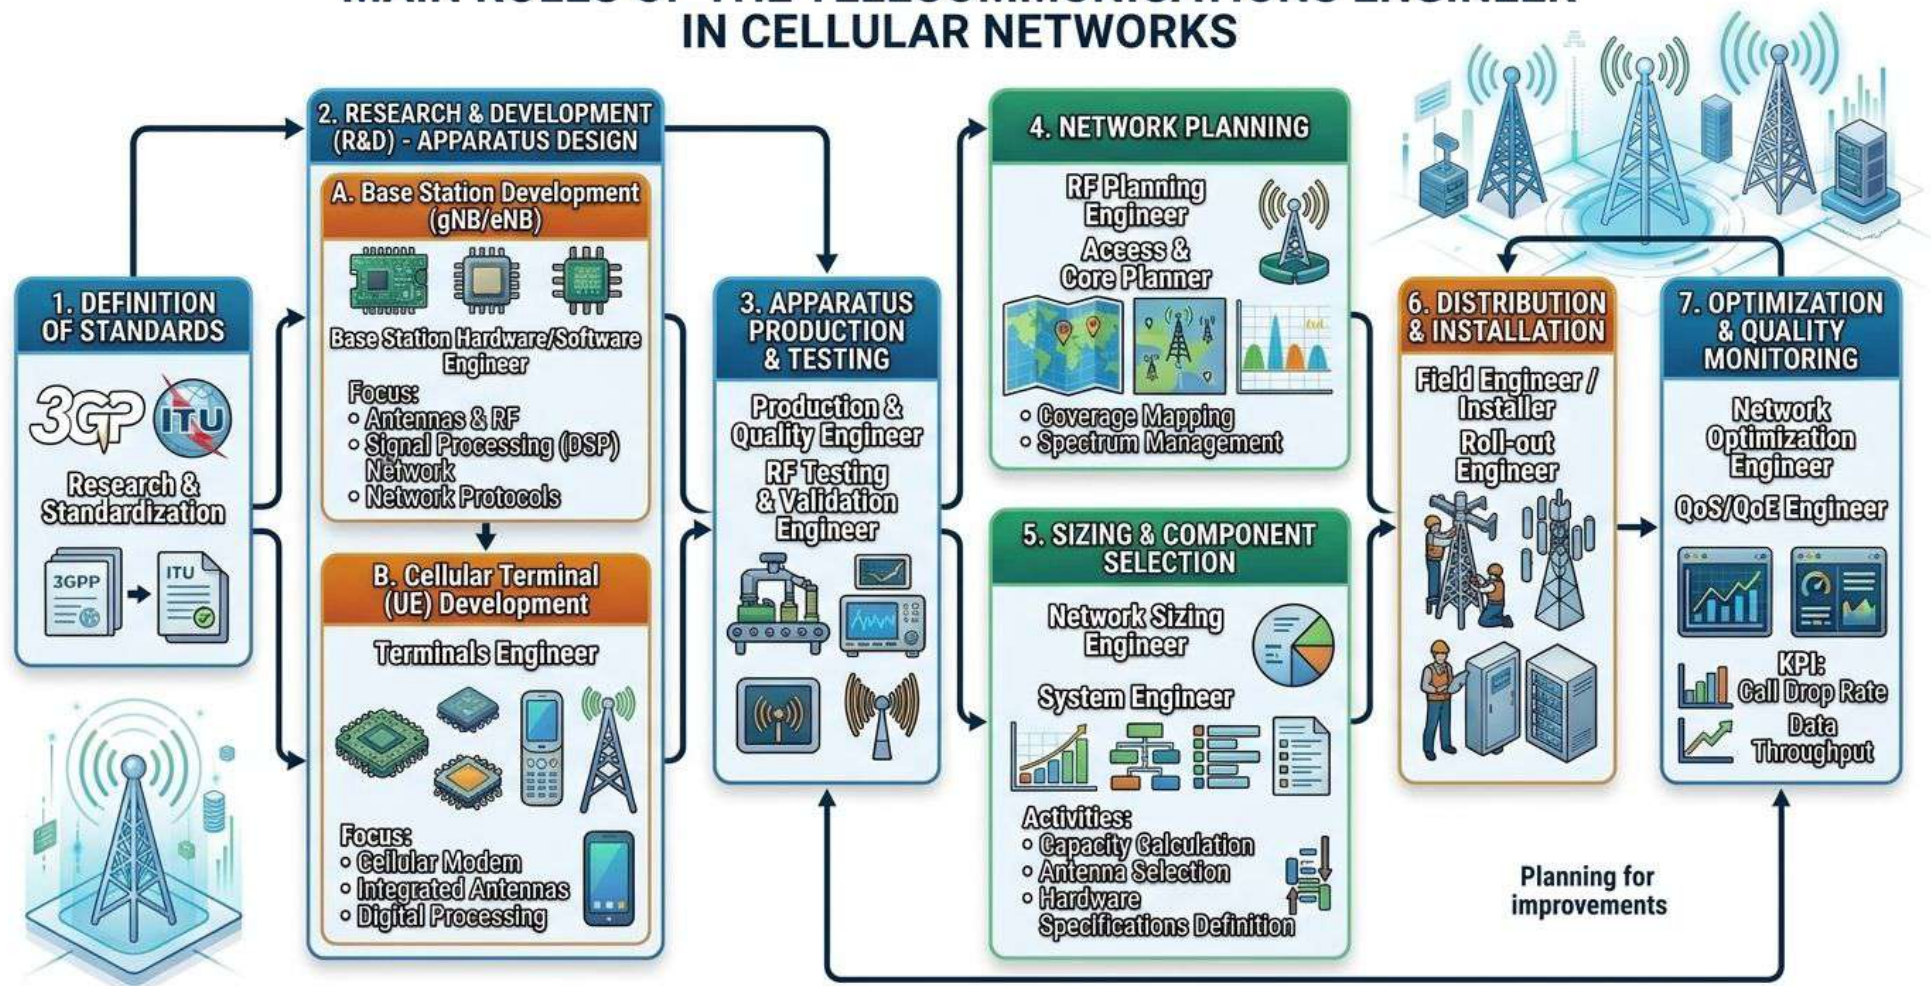 MAIN ROLES OF THE TELECOMMUNICATIONS ENGINEER
IN CELLULAR NETWORKS
1. DEFINITION
OF STANDARDS
3GP
ITU
Research &
Standardization
3GPP
ITU
2. RESEARCH & DEVELOPMENT
(R&D) - APPARATUS DESIGN
A. Base Station Development
(gNB/eNB)
Base Station Hardware/Software
Engineer
Focus:
• Antennas & RF
• Signal Processing (DSP)
Network
• Network Protocols
B. Cellular Terminal
(UE) Development
Terminals Engineer
Focus:
• Cellular Modem
• Integrated Antennas
• Digital Processing
3. APPARATUS
PRODUCTION
& TESTING
Production &
Quality Engineer
RF Testing
& Validation
Engineer
4. NETWORK PLANNING
RF Planning
Engineer
Access &
Core Planner
• Coverage Mapping
• Spectrum Management
5. SIZING & COMPONENT
SELECTION
Network Sizing
Engineer
System Engineer
Activities:
• Capacity Calculation
• Antenna Selection
• Hardware
Specifications Definition
6. DISTRIBUTION
& INSTALLATION
Field Engineer /
Installer
Roll-out
Engineer
7. OPTIMIZATION
& QUALITY
MONITORING
Network
Optimization
Engineer
QoS/QoE Engineer
KPI:
Call Drop Rate
Data
Throughput
Planning for
improvements